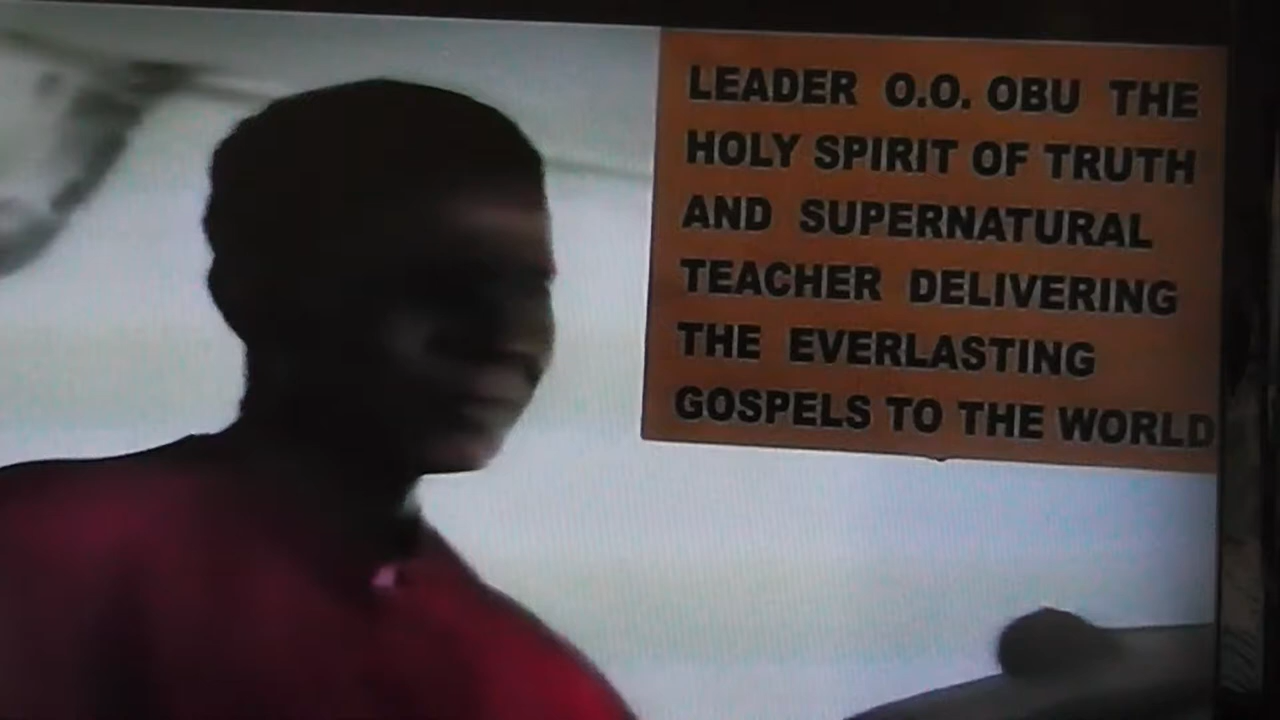 LEADER O.O. OBU THE
HOLY SPIRIT OF TRUTH
AND SUPERNATURAL
TEACHER DELIVERING
THE EVERLASTING
GOSPELS TO THE WORLD